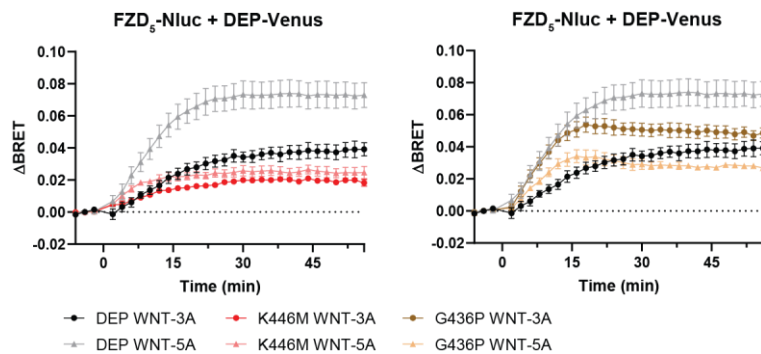 FZD₅-Nluc + DEP-Venus
0.10
0.08
0.06
0.04
0.02
0.00
-0.02
ΔBRET
0
15
30
45
Time (min)
FZD₅-Nluc + DEP-Venus
0.10
0.08
0.06
0.04
0.02
0.00
-0.02
ΔBRET
0
15
30
45
Time (min)
DEP WNT-3A
K446M WNT-3A
G436P WNT-3A
DEP WNT-5A
K446M WNT-5A
G436P WNT-5A